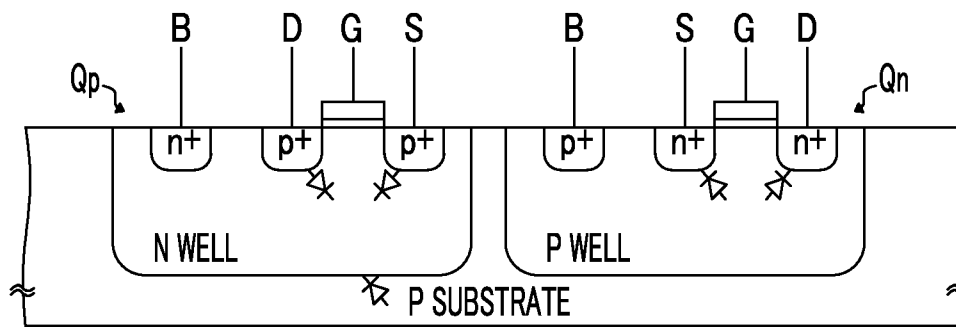 B D G S B S G D
Qp Qn
n+ p+ p+ p+ n+ n+
N WELL P WELL
P SUBSTRATE